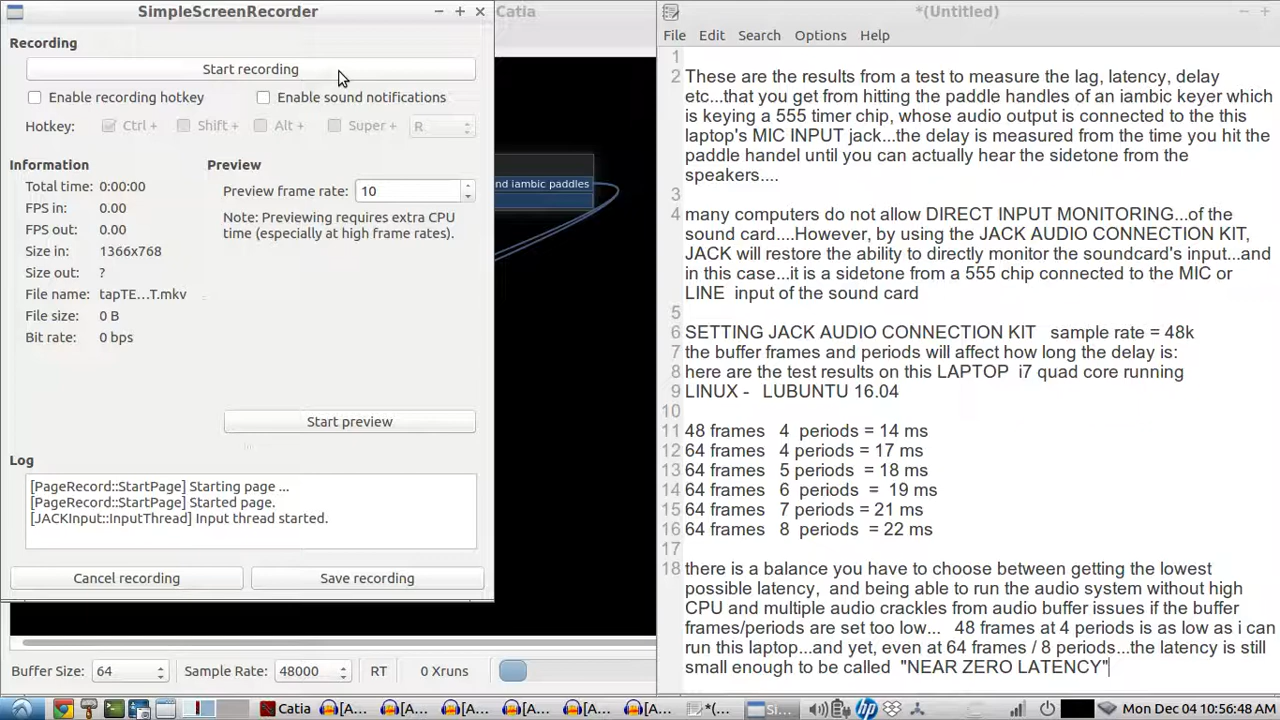 SimpleScreenRecorder
Recording
Start recording
Enable recording hotkey
Enable sound notifications
Hotkey:
Ctrl +
Shift +
Alt +
Super +
R
Information
Total time: 0:00:00
FPS in: 0.00
FPS out: 0.00
Size in: 1366x768
Size out: ?
File name: tapTE...T.mkv
File size: 0 B
Bit rate: 0 bps
Preview
Preview frame rate: 10
Note: Previewing requires extra CPU
time (especially at high frame rates).
Start preview
Log
[PageRecord::StartPage] Starting page ...
[PageRecord::StartPage] Started page.
[JACKInput::InputThread] Input thread started.
Cancel recording
Save recording
Catia
nd iambic paddles
Buffer Size: 64
Sample Rate: 48000
RT
0 Xruns
*(Untitled)
File Edit Search Options Help
1
2 These are the results from a test to measure the lag, latency, delay
etc...that you get from hitting the paddle handles of an iambic keyer which
is keying a 555 timer chip, whose audio output is connected to the this
laptop's MIC INPUT jack...the delay is measured from the time you hit the
paddle handel until you can actually hear the sidetone from the
speakers....
3
4 many computers do not allow DIRECT INPUT MONITORING...of the
sound card....However, by using the JACK AUDIO CONNECTION KIT,
JACK will restore the ability to directly monitor the soundcard's input...and
in this case...it is a sidetone from a 555 chip connected to the MIC or
LINE  input of the sound card
5
6 SETTING JACK AUDIO CONNECTION KIT   sample rate = 48k
7 the buffer frames and periods will affect how long the delay is:
8 here are the test results on this LAPTOP  i7 quad core running
9 LINUX -   LUBUNTU 16.04
10
11 48 frames   4  periods = 14 ms
12 64 frames   4 periods = 17 ms
13 64 frames   5 periods = 18 ms
14 64 frames   6  periods  =  19 ms
15 64 frames   7 periods = 21 ms
16 64 frames   8  periods  = 22 ms
17
18 there is a balance you have to choose between getting the lowest
possible latency,  and being able to run the audio system without high
CPU and multiple audio crackles from audio buffer issues if the buffer
frames/periods are set too low...   48 frames at 4 periods is as low as i can
run this laptop...and yet, even at 64 frames / 8 periods...the latency is still
small enough to be called  "NEAR ZERO LATENCY"
Catia
[A...
[A...
[A...
[A...
[A...
[A...
*(...
Si...
hp
Mon Dec 04 10:56:48 AM